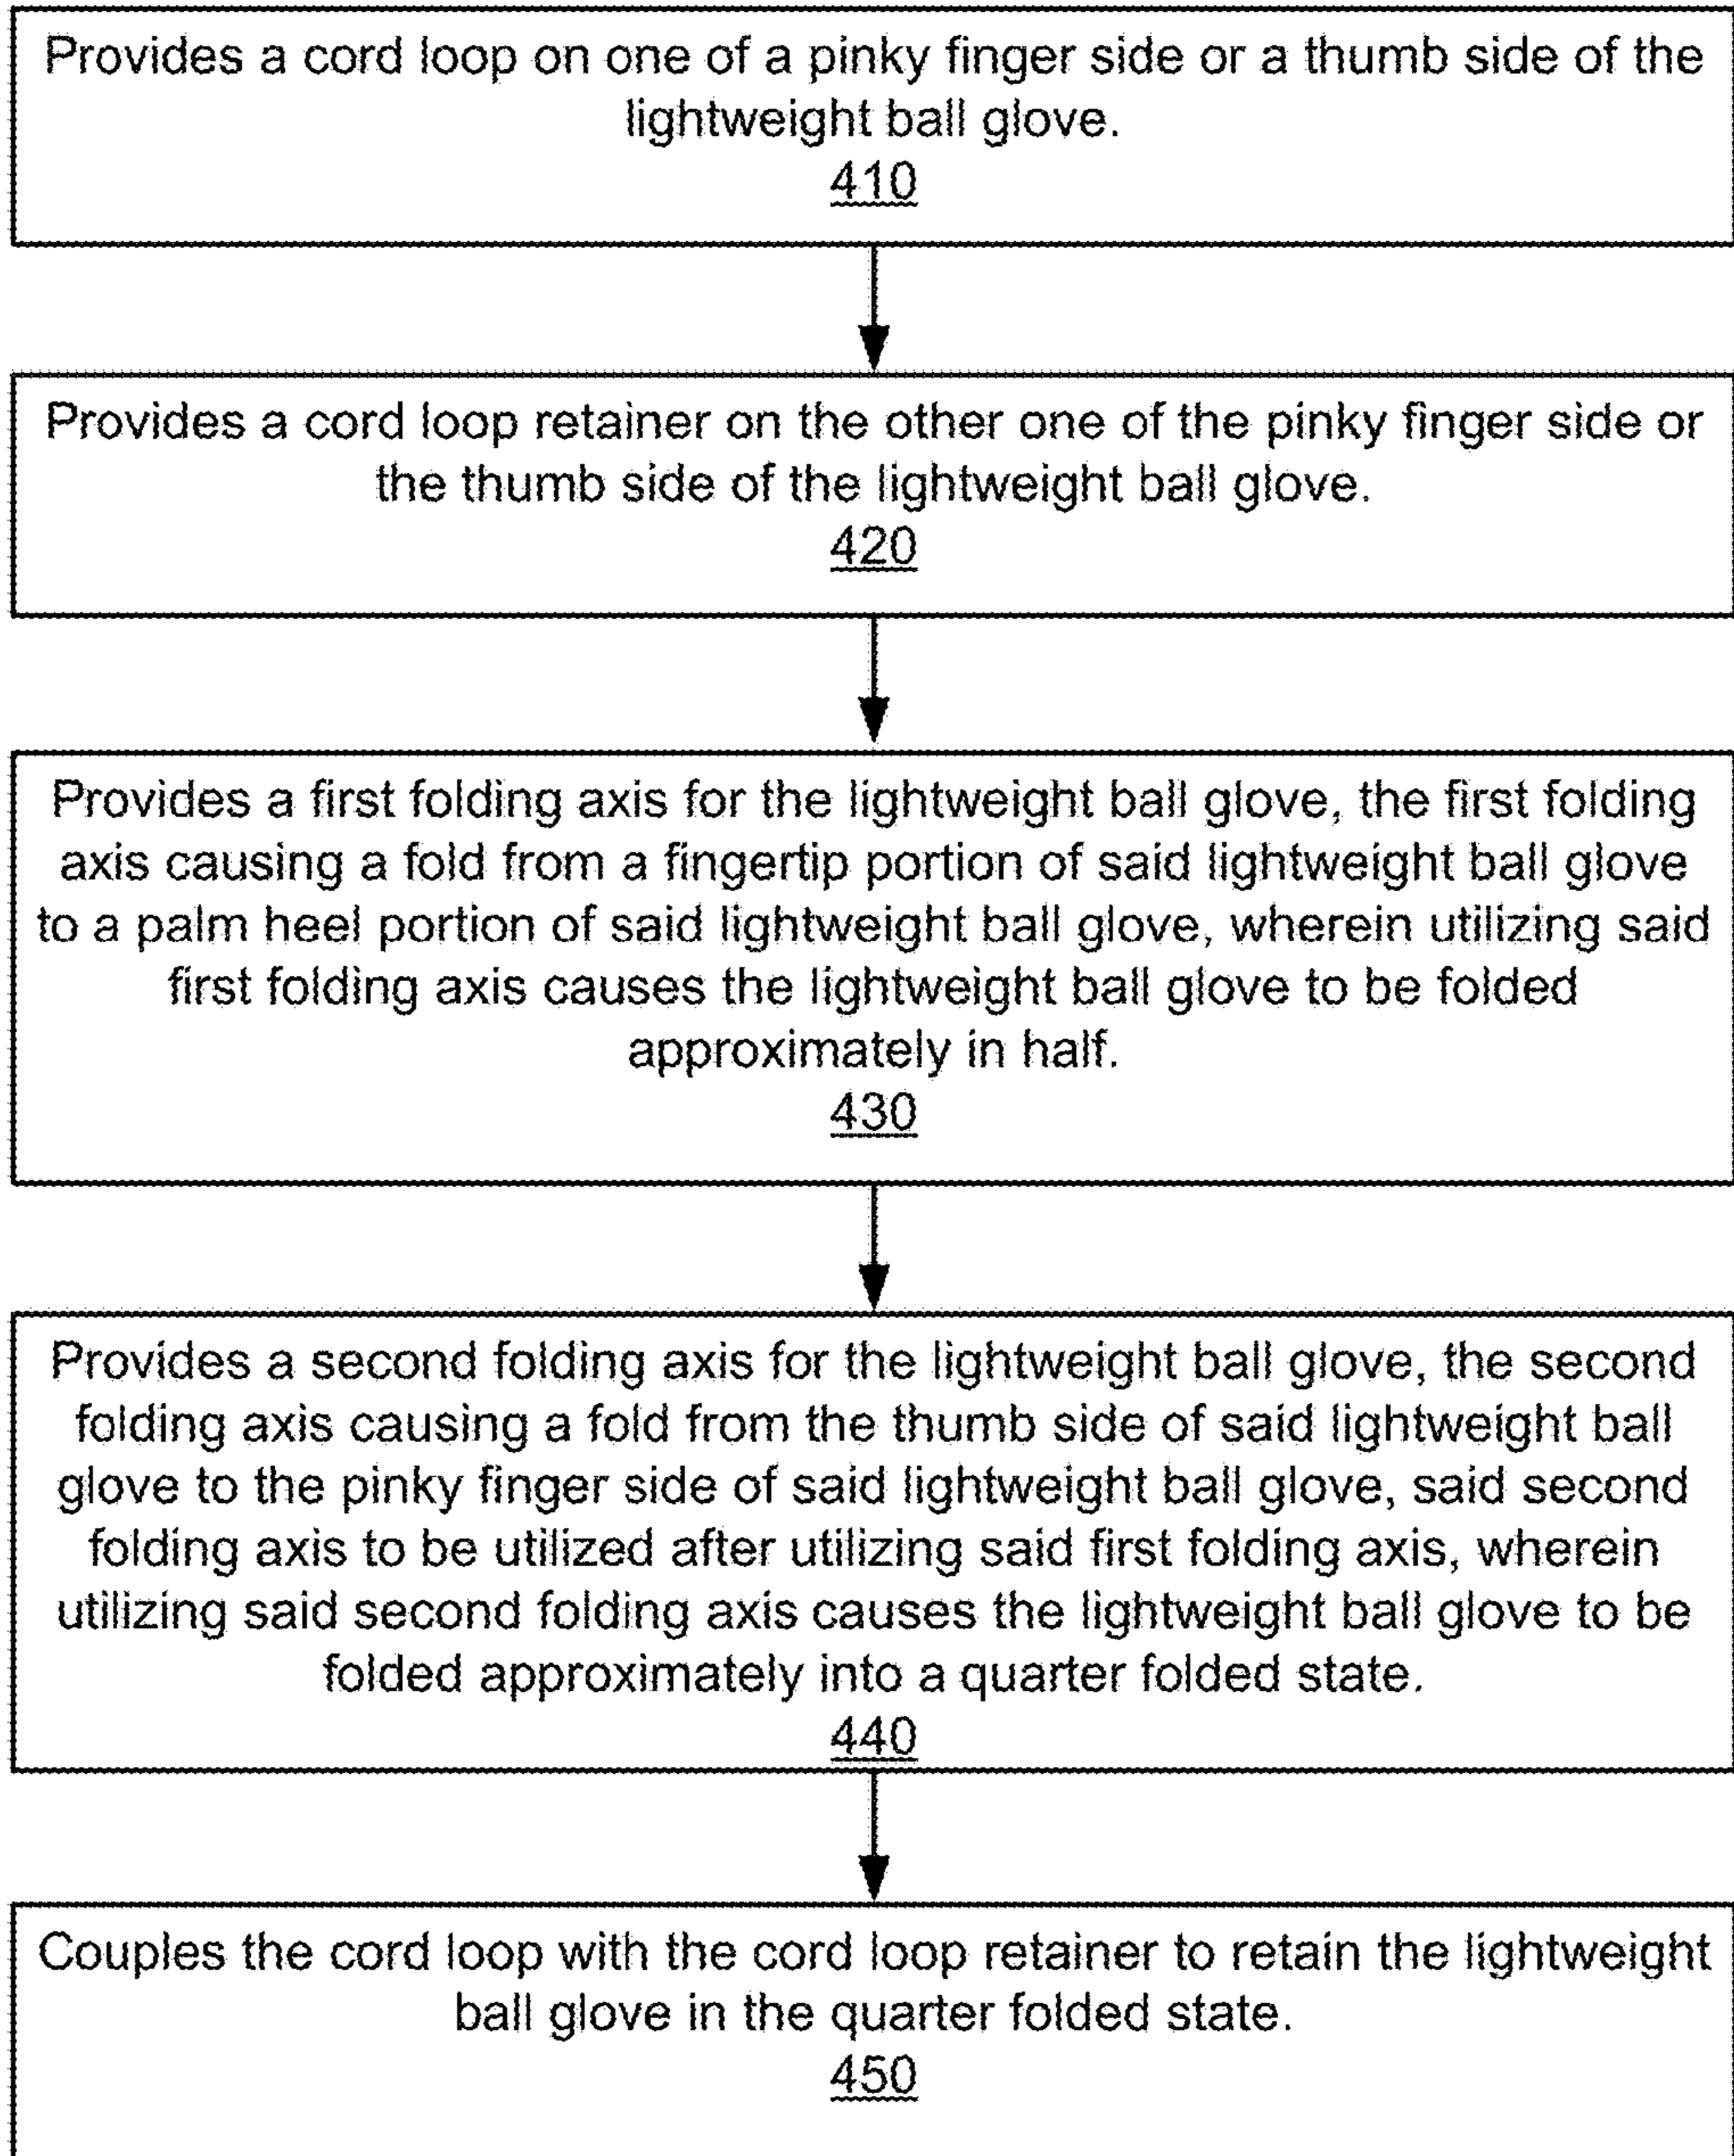 Provides a cord loop on one of a pinky finger side or a thumb side of the
lightweight ball glove.
410
Provides a cord loop retainer on the other one of the pinky finger side or
the thumb side of the lightweight ball glove.
420
Provides a first folding axis for the lightweight ball glove, the first folding
axis causing a fold from a fingertip portion of said lightweight ball glove
to a palm heel portion of said lightweight ball glove, wherein utilizing said
first folding axis causes the lightweight ball glove to be folded
approximately in half.
430
Provides a second folding axis for the lightweight ball glove, the second
folding axis causing a fold from the thumb side of said lightweight ball
glove to the pinky finger side of said lightweight ball glove, said second
folding axis to be utilized after utilizing said first folding axis, wherein
utilizing said second folding axis causes the lightweight ball glove to be
folded approximately into a quarter folded state.
440
Couples the cord loop with the cord loop retainer to retain the lightweight
ball glove in the quarter folded state.
450